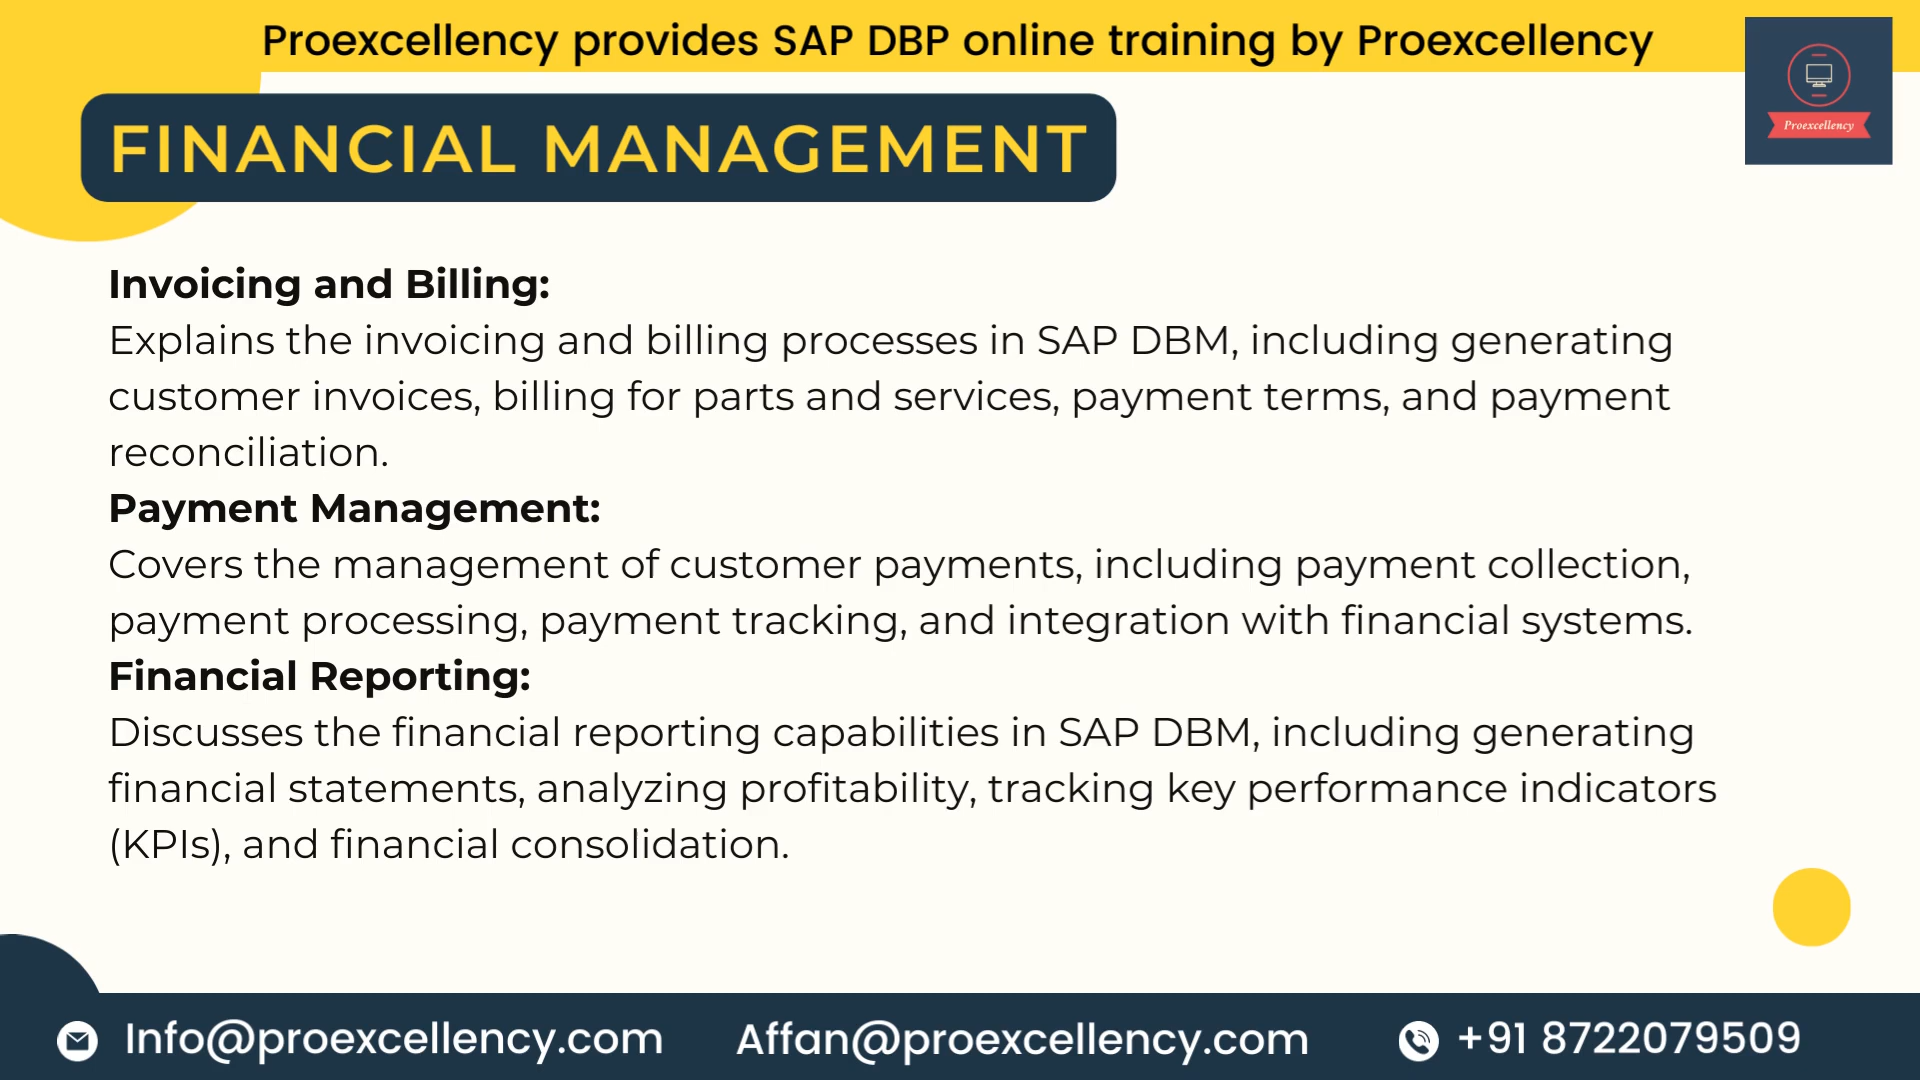 Proexcellency provides SAP DBP online training by Proexcellency
Proexcellency
FINANCIAL MANAGEMENT
Invoicing and Billing:
Explains the invoicing and billing processes in SAP DBM, including generating
customer invoices, billing for parts and services, payment terms, and payment
reconciliation.
Payment Management:
Covers the management of customer payments, including payment collection,
payment processing, payment tracking, and integration with financial systems.
Financial Reporting:
Discusses the financial reporting capabilities in SAP DBM, including generating
financial statements, analyzing profitability, tracking key performance indicators
(KPIs), and financial consolidation.
Info@proexcellency.com Affan@proexcellency.com +91 8722079509